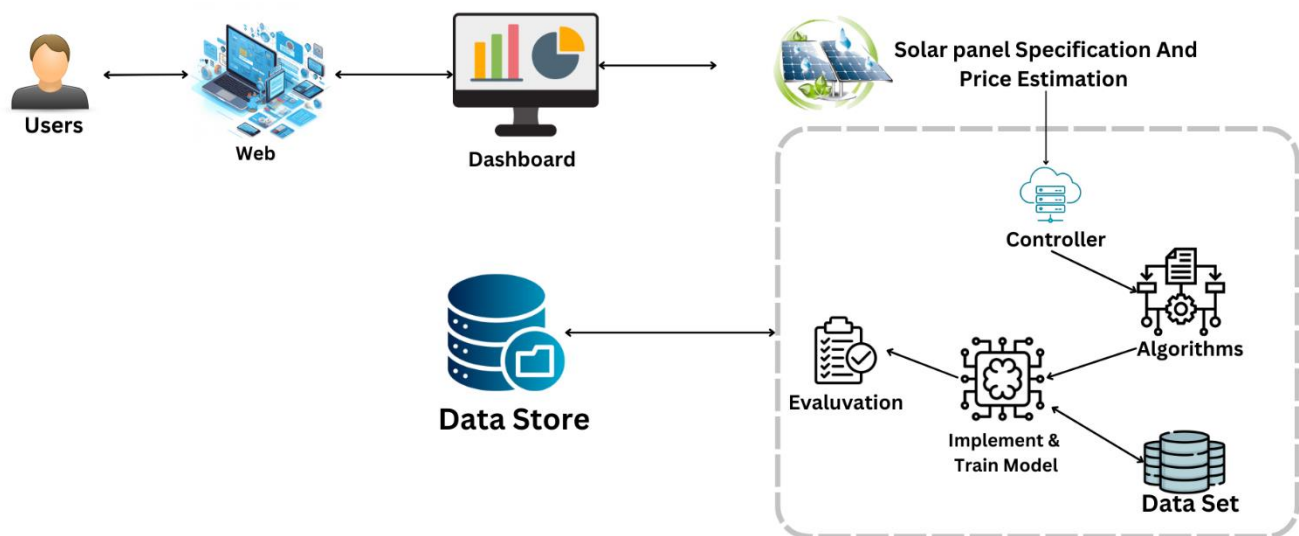 Users
Web
Dashboard
Solar panel Specification And
Price Estimation
Controller
Algorithms
Implement &
Train Model
Evaluvation
Data Set
Data Store